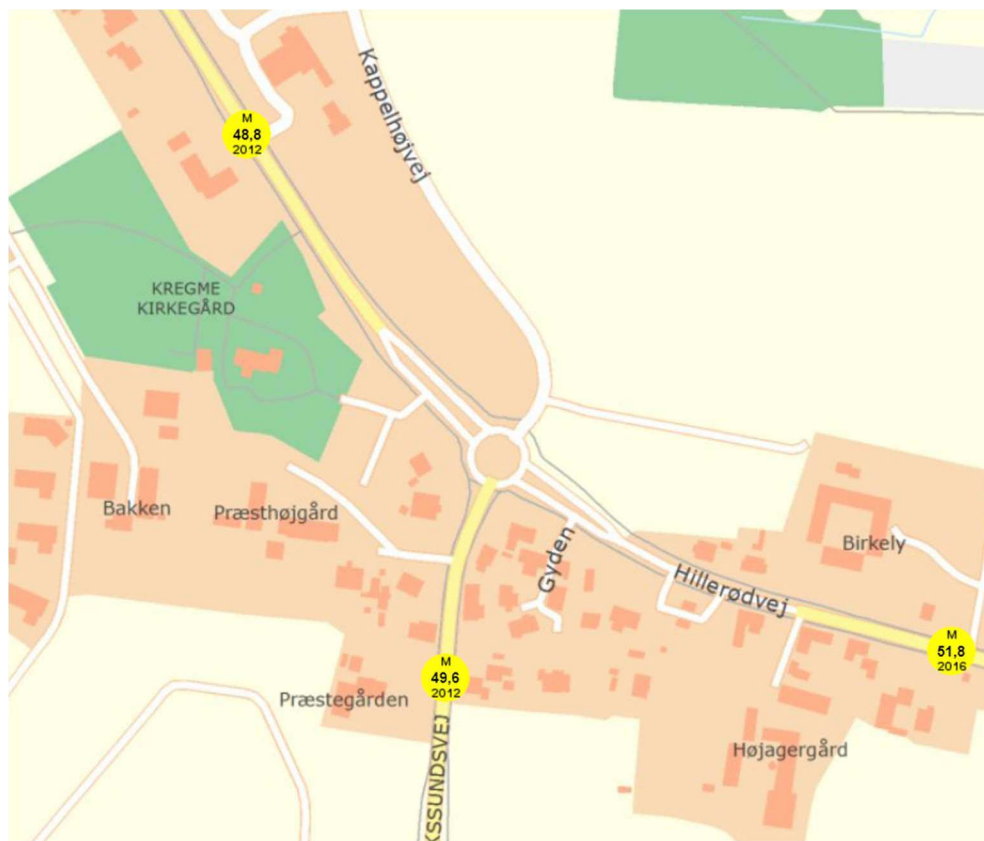 Kappelhøjvej
M
48,8
2012
KREGME
KIRKEGÅRD
Bakken
Præsthøjgård
Gyden
Birkely
Hillerødvej
M
51,8
2016
M
49,6
2012
Præstegården
KSSUNDSVEJ
Højagergård